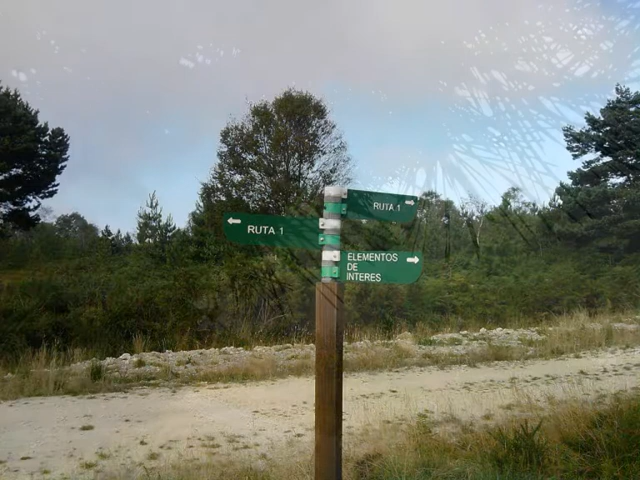 RUTA 1
RUTA 1
ELEMENTOS
DE
INTERES